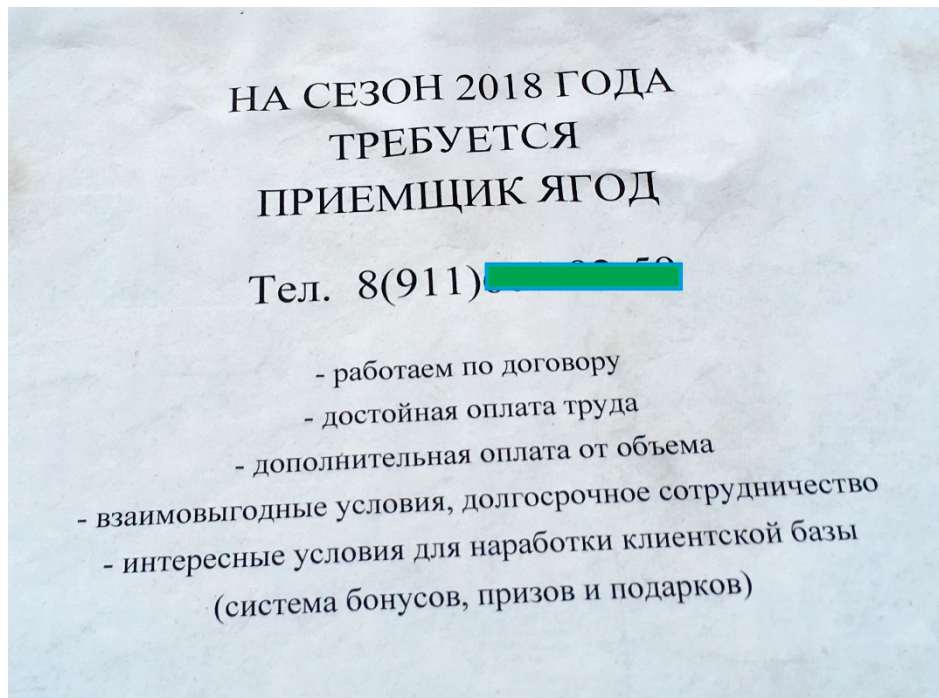 НА СЕЗОН 2018 ГОДА
ТРЕБУЕТСЯ
ПРИЕМЩИК ЯГОД
Тел. 8(911)
- работаем по договору
- достойная оплата труда
- дополнительная оплата от объема
- взаимовыгодные условия, долгосрочное сотрудничество
- интересные условия для наработки клиентской базы
(система бонусов, призов и подарков)